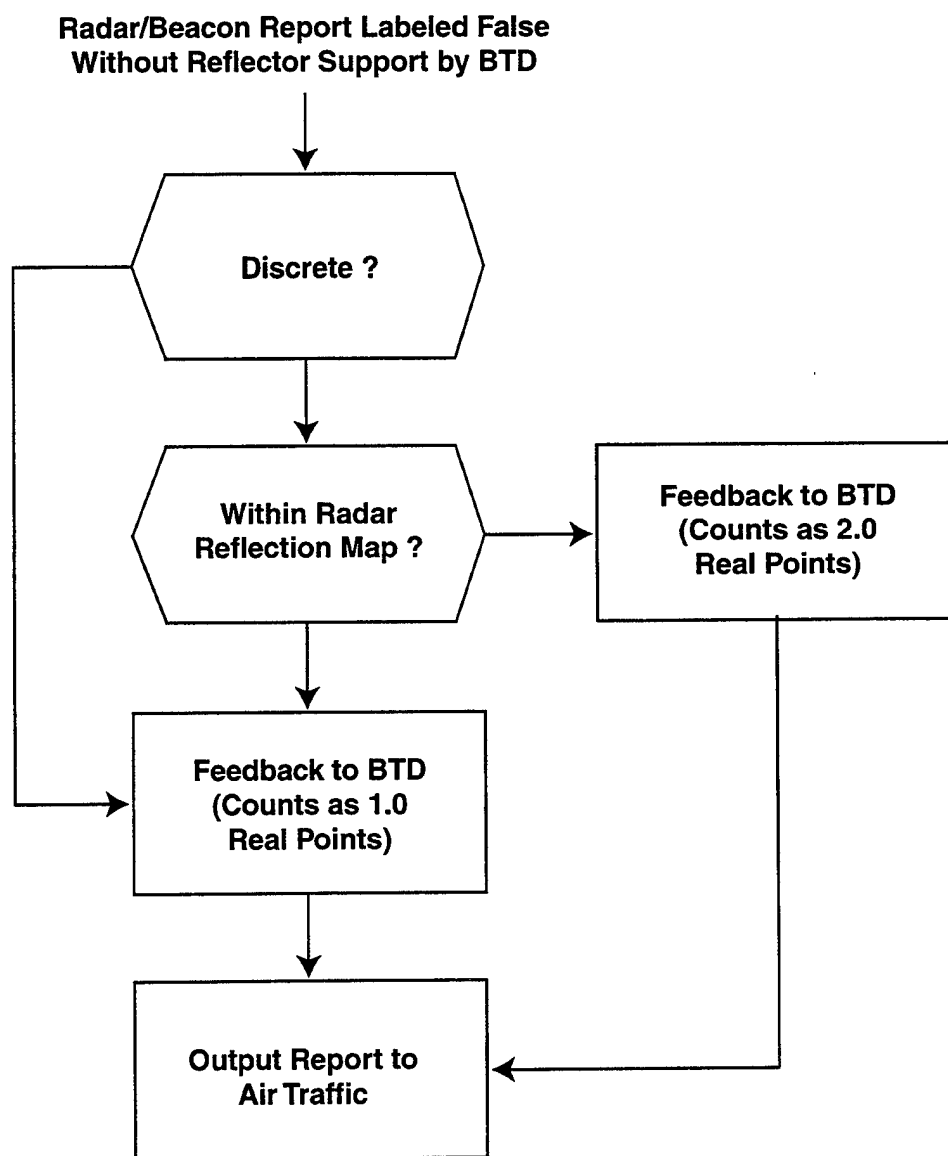 Radar/Beacon Report Labeled False
Without Reflector Support by BTD
Discrete ?
Within Radar
Reflection Map ?
Feedback to BTD
(Counts as 2.0
Real Points)
Feedback to BTD
(Counts as 1.0
Real Points)
Output Report to
Air Traffic